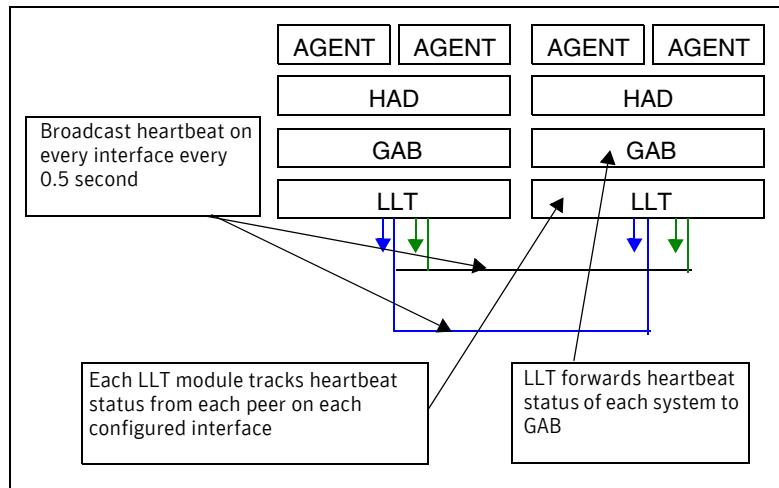 AGENT AGENT AGENT AGENT
HAD HAD
Broadcast heartbeat on
every interface every
0.5 second
GAB GAB
LLT LLT
Each LLT module tracks heartbeat
status from each peer on each
configured interface
LLT forwards heartbeat
status of each system to
GAB